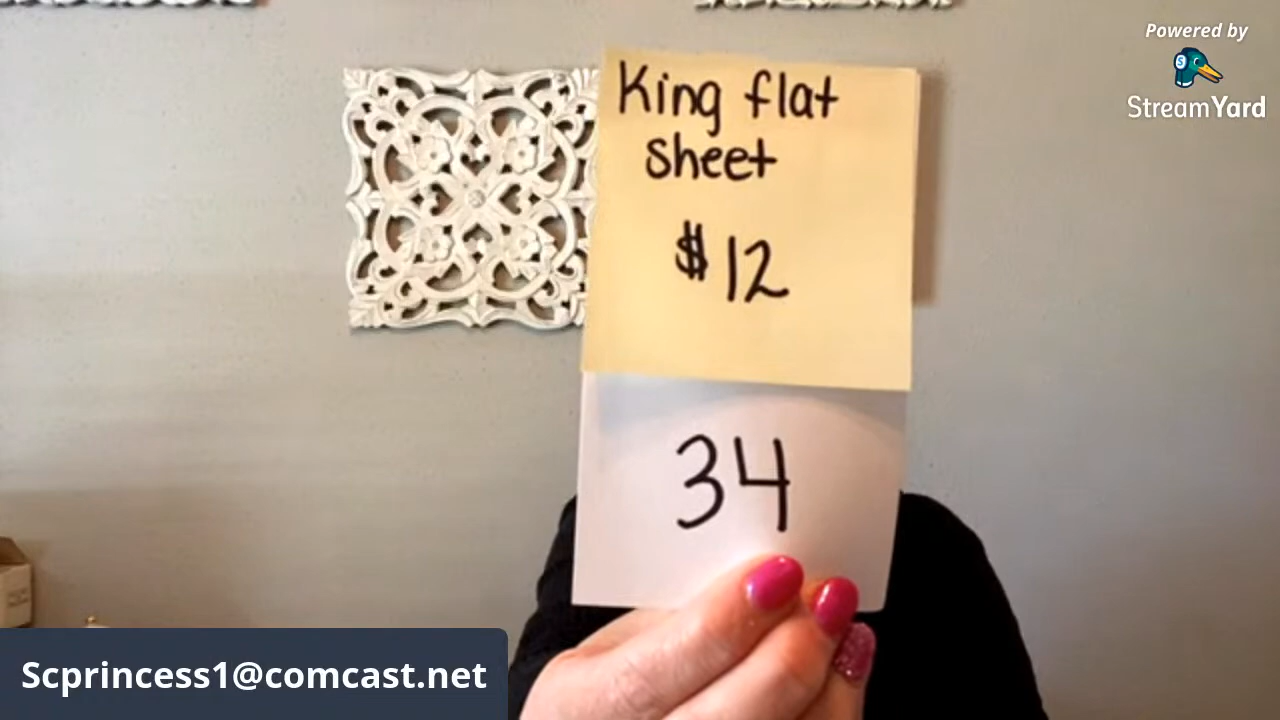 Powered by
StreamYard
King flat
sheet
$12
34
Scprincess1@comcast.net